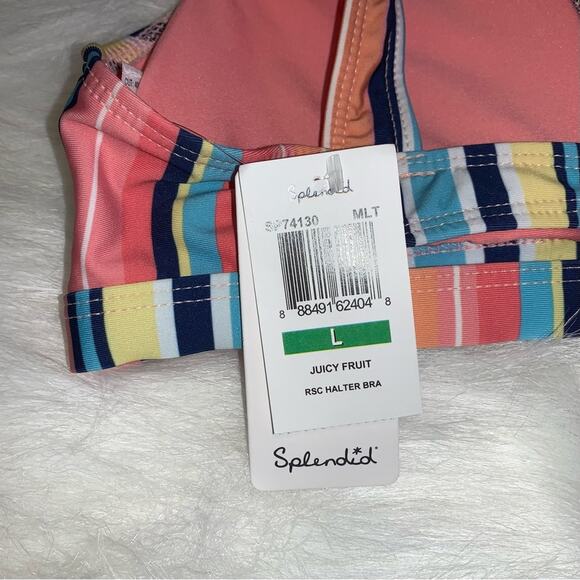 Splendid
SP74130 MLT
8 88491 62404 8
L
JUICY FRUIT
RSC HALTER BRA
Splendid